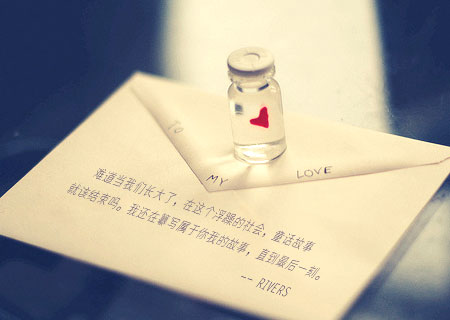 TO
MY LOVE
难道当我们长大了，在这个浮躁的社会，童话故事
就该结束吗。我还在摹写属于你我的故事，直到最后一刻。
-- RIVERS